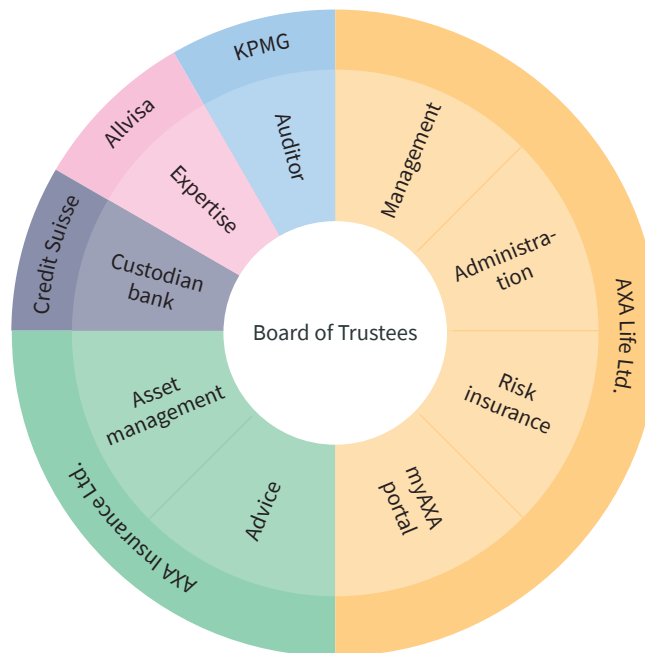 KPMG
Allvisa
Credit Suisse
AXA Insurance Ltd.
AXA Life Ltd.
Auditor
Expertise
Custodian
bank
Asset
management
Advice
Management
Administra-
tion
Risk
insurance
myAXA
portal
Board of Trustees